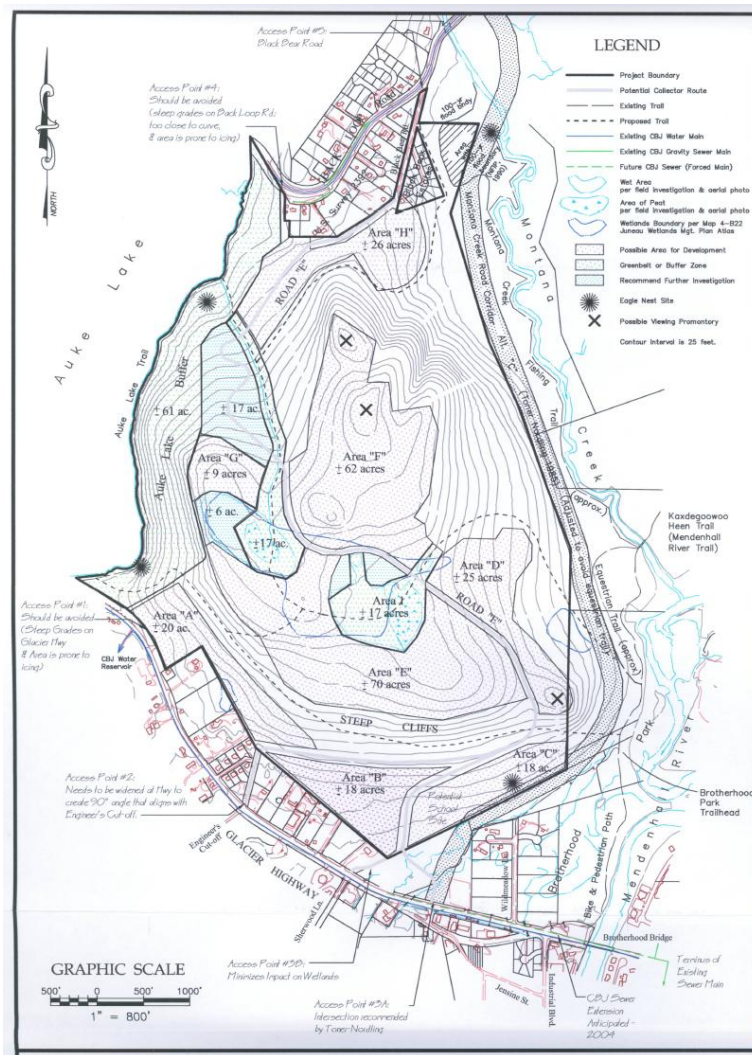 Access Point #5:
Black Bear Road
LEGEND
Project Boundary
Potential Collector Route
Existing Trail
Proposed Trail
Existing CBJ Water Main
Existing CBJ Gravity Sewer Main
Future CBJ Sewer (Forced Main)
Wet Area
per field investigation & aerial photo
Area of Peat
per field investigation & aerial photo
Wetlands Boundary per Map 4-B22
Juneau Wetlands Mgt. Plan Atlas
Possible Area for Development
Greenbelt or Buffer Zone
Recommend Further Investigation
Eagle Nest Site
Possible Viewing Promontory
Contour Interval is 25 feet.
Access Point #4:
Should be avoided
(steep grades on Back Loop Rd;
too close to curve,
& area is prone to icing)
NORTH
Auke Lake
Auke Lake Trail
Auke Lake Buffer
± 61 ac.
Area "H"
± 26 acres
ROAD "E"
± 17 ac.
Area "G"
± 9 acres
± 6 ac.
±17 ac.
Area "F"
± 62 acres
Area "D"
± 25 acres
Area I
± 17 acres
ROAD "E"
Area "A"
± 20 ac.
Area "E"
± 70 acres
STEEP CLIFFS
Area "C"
± 18 ac.
Area "B"
± 18 acres
Potential
School
Site
Montana Creek Road Corridor Alt. "C"
(Adjusted to avoid equestrian trail)
Montana Creek
Montana Creek Fishing Trail
(approx.)
Equestrian Trail (approx)
Kaxdegoowoo
Heen Trail
(Mendenhall
River Trail)
Access Point #1:
Should be avoided
(Steep Grades on
Glacier Hwy
& Area is prone to
icing)
CBJ Water
Reservoir
Access Point #2:
Needs to be widened at Hwy to
create 90° angle that aligns with
Engineer's Cut-off.
Engineer's
Cut-off
GLACIER HIGHWAY
Sherwood Ln.
Wildmeadow Ln.
Brotherhood Park
Bike & Pedestrian Path
Mendenhall River
Brotherhood
Park
Trailhead
Brotherhood Bridge
Terminus of
Existing
Sewer Main
Access Point #3B:
Minimizes Impact on Wetlands
Access Point #3A:
Intersection recommended
by Toner-Nordling
Jensine St.
Industrial Blvd.
CBJ Sewer
Extension
Anticipated -
2004
GRAPHIC SCALE
500' 0' 500' 1000'
1" = 800'